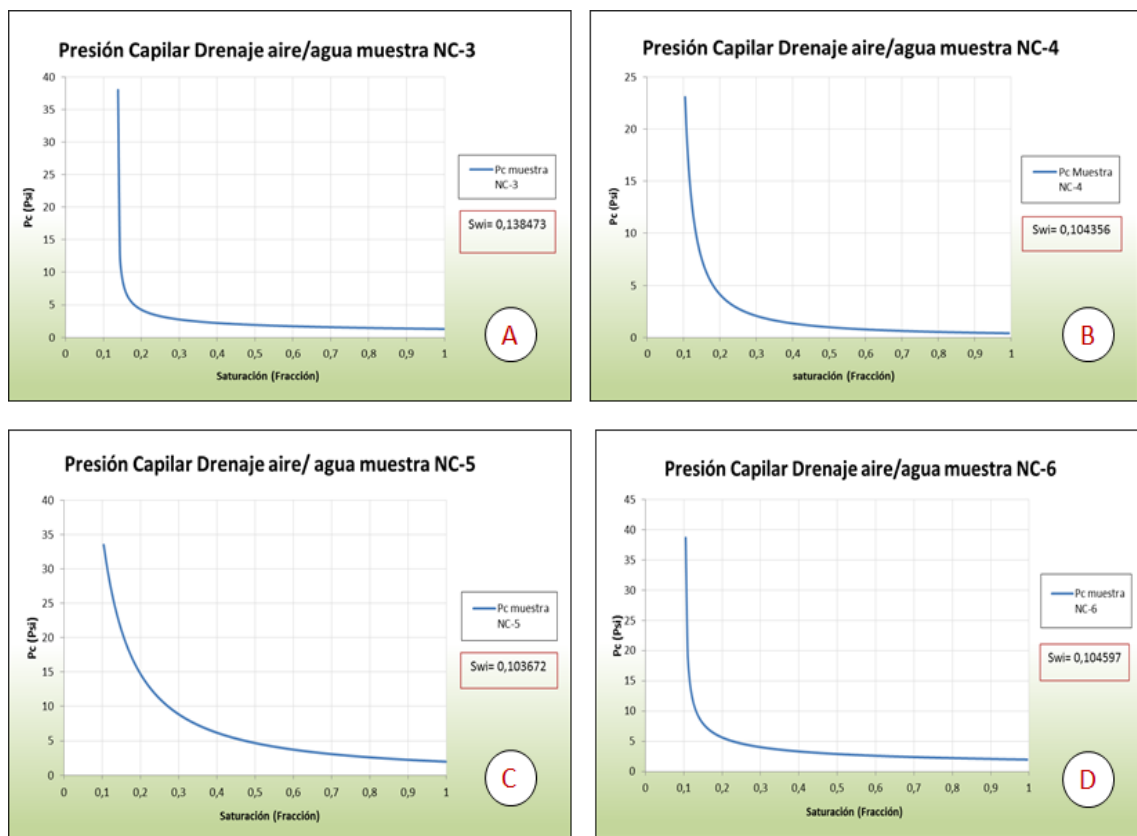 Presión Capilar Drenaje aire/agua muestra NC-3
40
35
30
25
20
15
10
5
0
Pc (Psi)
0 0,1 0,2 0,3 0,4 0,5 0,6 0,7 0,8 0,9 1
Saturación (Fracción)
Pc muestra
NC-3
Swi= 0,138473
A
Presión Capilar Drenaje aire/agua muestra NC-4
25
20
15
10
5
0
Pc (Psi)
0 0,1 0,2 0,3 0,4 0,5 0,6 0,7 0,8 0,9 1
saturación (Fracción)
Pc Muestra
NC-4
Swi= 0,104356
B
Presión Capilar Drenaje aire/ agua muestra NC-5
40
35
30
25
20
15
10
5
0
Pc (Psi)
0 0,1 0,2 0,3 0,4 0,5 0,6 0,7 0,8 0,9 1
Saturación (Fracción)
Pc muestra
NC-5
Swi= 0,103672
C
Presión Capilar Drenaje aire/agua muestra NC-6
45
40
35
30
25
20
15
10
5
0
Pc (Psi)
0 0,1 0,2 0,3 0,4 0,5 0,6 0,7 0,8 0,9 1
Saturación (Fracción)
Pc muestra
NC-6
Swi= 0,104597
D